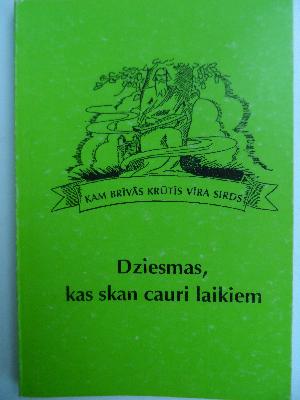 KAM BRĪVĀS KRŪTĪS VĪRA SIRDS
Dziesmas,
kas skan cauri laikiem